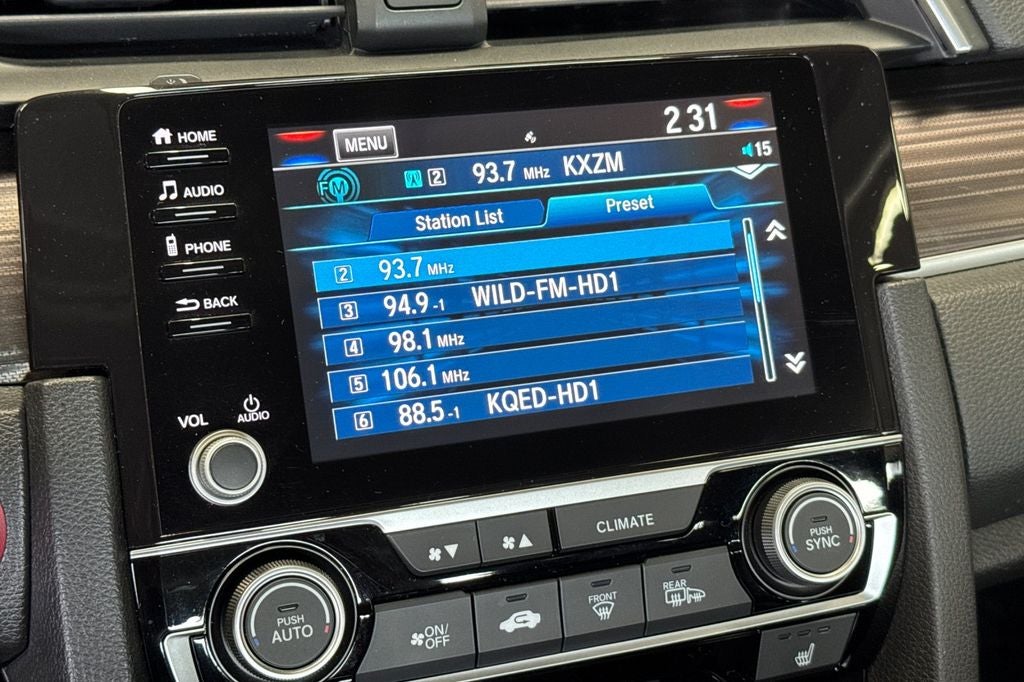 HOME
AUDIO
PHONE
BACK
VOL
AUDIO
MENU
2 31
FM
2 93.7 MHz KXZM
15
Station List
Preset
2 93.7 MHz
3 94.9-1 WILD-FM-HD1
4 98.1 MHz
5 106.1 MHz
6 88.5-1 KQED-HD1
CLIMATE
PUSH
AUTO
ON/
OFF
FRONT
REAR
PUSH
SYNC